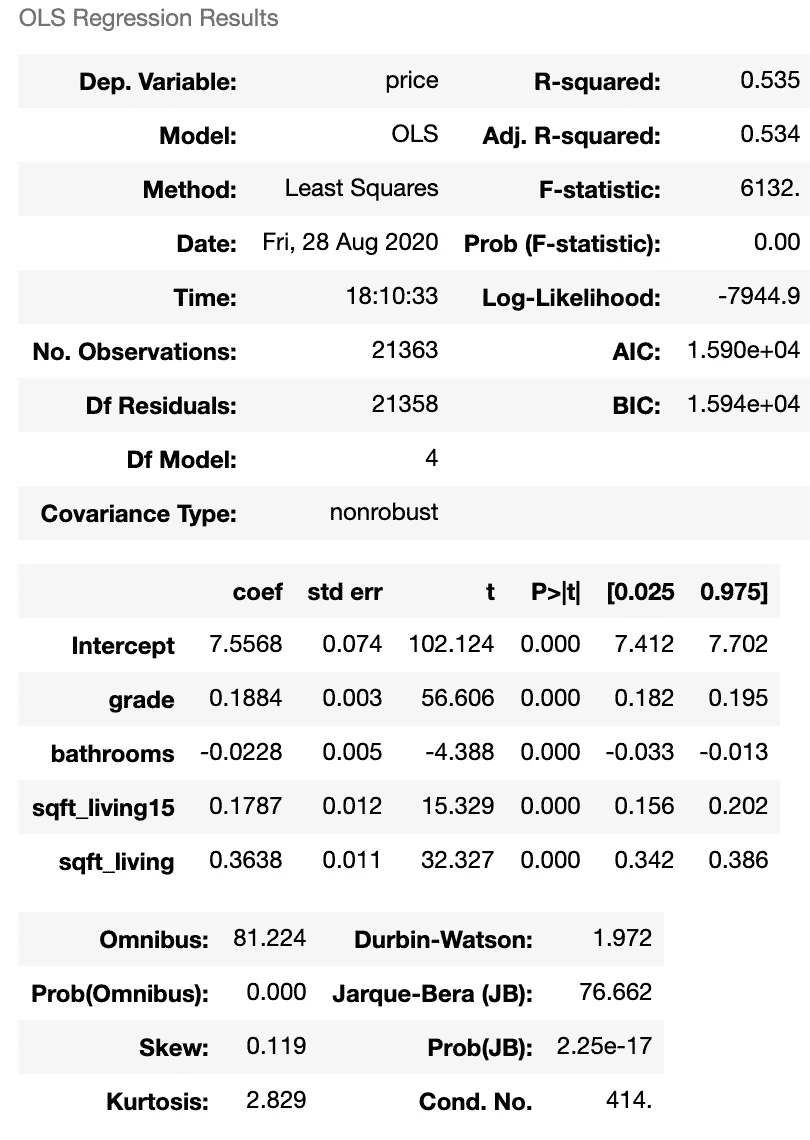 OLS Regression Results
Dep. Variable: price R-squared: 0.535
Model: OLS Adj. R-squared: 0.534
Method: Least Squares F-statistic: 6132.
Date: Fri, 28 Aug 2020 Prob (F-statistic): 0.00
Time: 18:10:33 Log-Likelihood: -7944.9
No. Observations: 21363 AIC: 1.590e+04
Df Residuals: 21358 BIC: 1.594e+04
Df Model: 4
Covariance Type: nonrobust
coef std err t P>|t| [0.025 0.975]
Intercept 7.5568 0.074 102.124 0.000 7.412 7.702
grade 0.1884 0.003 56.606 0.000 0.182 0.195
bathrooms -0.0228 0.005 -4.388 0.000 -0.033 -0.013
sqft_living15 0.1787 0.012 15.329 0.000 0.156 0.202
sqft_living 0.3638 0.011 32.327 0.000 0.342 0.386
Omnibus: 81.224 Durbin-Watson: 1.972
Prob(Omnibus): 0.000 Jarque-Bera (JB): 76.662
Skew: 0.119 Prob(JB): 2.25e-17
Kurtosis: 2.829 Cond. No. 414.